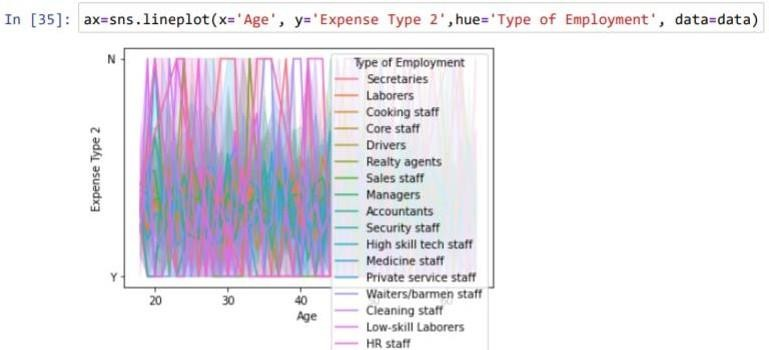 In [35]: ax=sns.lineplot(x='Age', y='Expense Type 2',hue='Type of Employment', data=data)
N
Type of Employment
Secretaries
Laborers
Cooking staff
Core staff
Drivers
Realty agents
Sales staff
Managers
Accountants
Security staff
High skill tech staff
Medicine staff
Private service staff
Waiters/barmen staff
Cleaning staff
Low-skill Laborers
HR staff
Expense Type 2
Y
20 30 40
Age